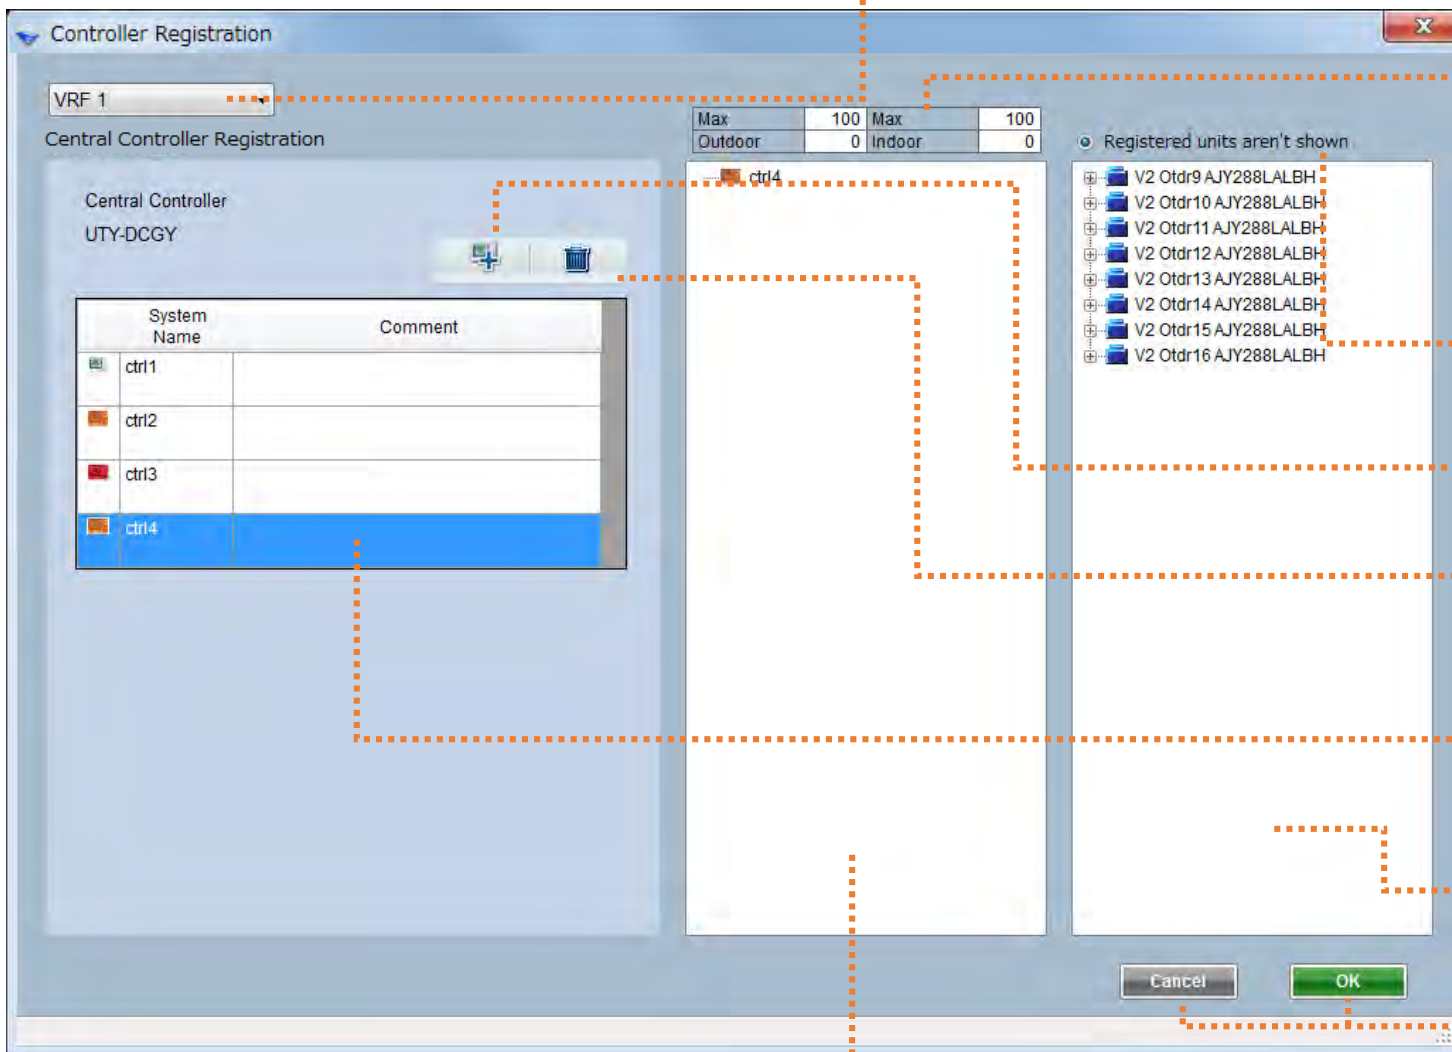 Controller Registration
VRF 1
Central Controller Registration
Central Controller
UTY-DCGY
System Name Comment
ctrl1
ctrl2
ctrl3
ctrl4
Max 100 Max 100
Outdoor 0 Indoor 0
ctrl4
Registered units aren't shown
V2 Otdr9 AJY288LALBH
V2 Otdr10 AJY288LALBH
V2 Otdr11 AJY288LALBH
V2 Otdr12 AJY288LALBH
V2 Otdr13 AJY288LALBH
V2 Otdr14 AJY288LALBH
V2 Otdr15 AJY288LALBH
V2 Otdr16 AJY288LALBH
Cancel OK